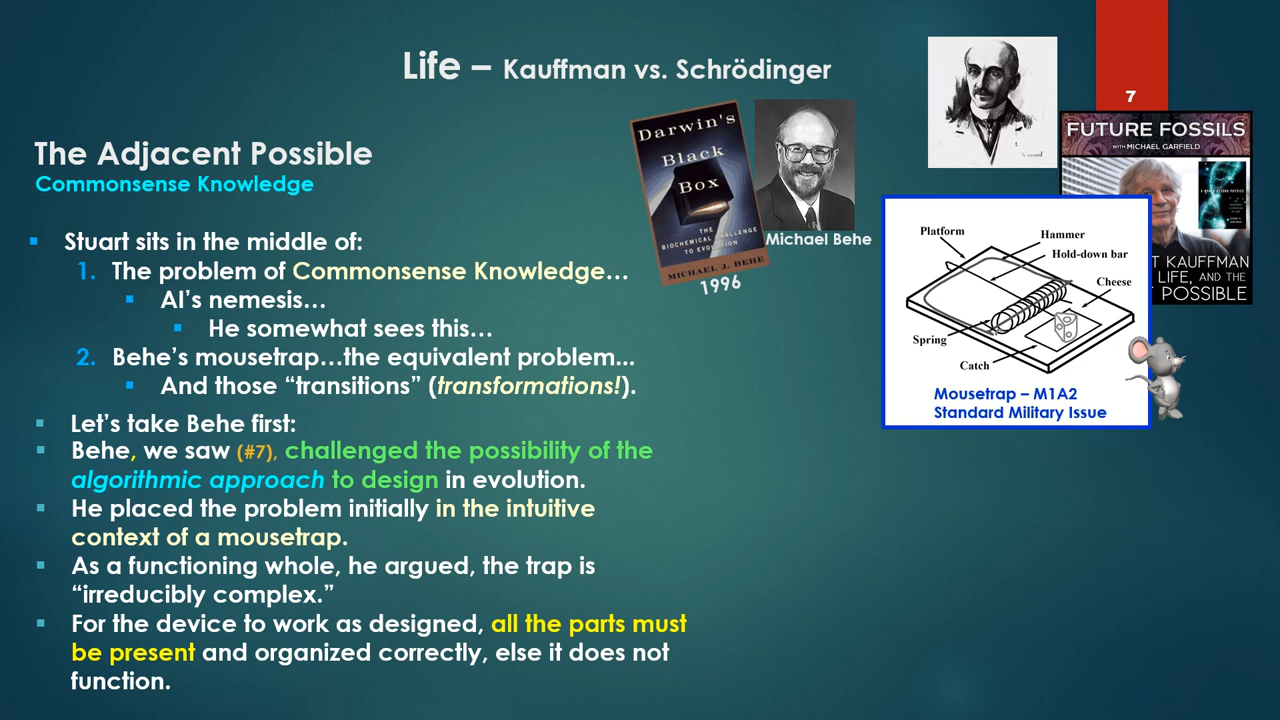 Life – Kauffman vs. Schrödinger
7
The Adjacent Possible
Commonsense Knowledge
▪ Stuart sits in the middle of:
1. The problem of Commonsense Knowledge…
▪ AI’s nemesis…
▪ He somewhat sees this…
2. Behe’s mousetrap…the equivalent problem...
▪ And those “transitions” (transformations!).
▪ Let’s take Behe first:
▪ Behe, we saw (#7), challenged the possibility of the
algorithmic approach to design in evolution.
▪ He placed the problem initially in the intuitive
context of a mousetrap.
▪ As a functioning whole, he argued, the trap is
“irreducibly complex.”
▪ For the device to work as designed, all the parts must
be present and organized correctly, else it does not
function.
Darwin's
Black
Box
THE
BIOCHEMICAL CHALLENGE
TO EVOLUTION
MICHAEL J. BEHE
1996
Michael Behe
FUTURE FOSSILS
WITH MICHAEL GARFIELD
T KAUFFMAN
LIFE, AND THE
POSSIBLE
Platform
Hammer
Hold-down bar
Cheese
Spring
Catch
Mousetrap – M1A2
Standard Military Issue